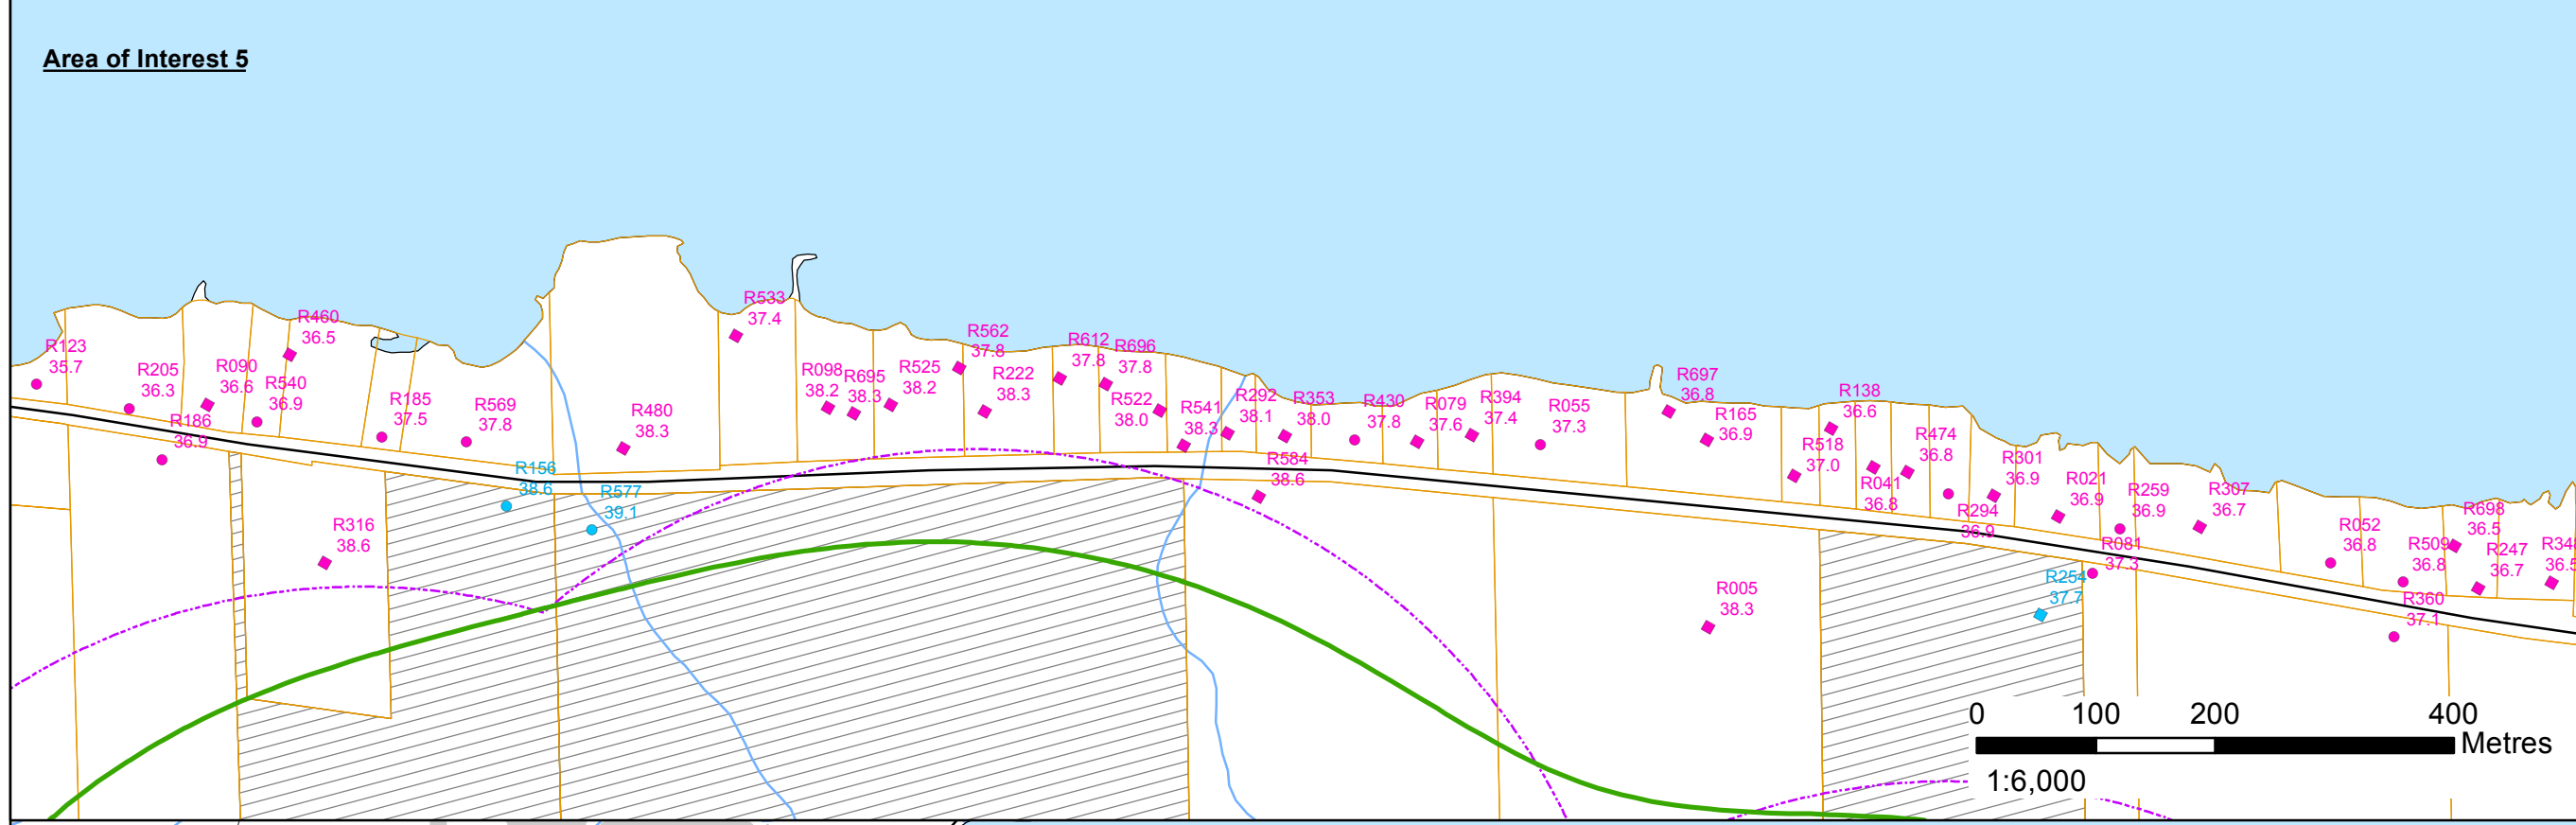 Area of Interest 5
R123
35.7
R205
36.3
R186
36.9
R090
36.6
R540
36.9
R460
36.5
R316
38.6
R185
37.5
R569
37.8
R156
38.6
R577
39.1
R480
38.3
R533
37.4
R098
38.2
R695
38.3
R525
38.2
R562
37.8
R222
38.3
R612
37.8
R696
37.8
R522
38.0
R541
38.3
R292
38.1
R584
38.6
R353
38.0
R430
37.8
R079
37.6
R394
37.4
R055
37.3
R697
36.8
R165
36.9
R005
38.3
R518
37.0
R138
36.6
R041
36.8
R474
36.8
R294
36.9
R301
36.9
R021
36.9
R254
37.7
R081
37.3
R259
36.9
R307
36.7
R052
36.8
R509
36.8
R360
37.1
R698
36.5
R247
36.7
36.5
0 100 200 400
Metres
1:6,000